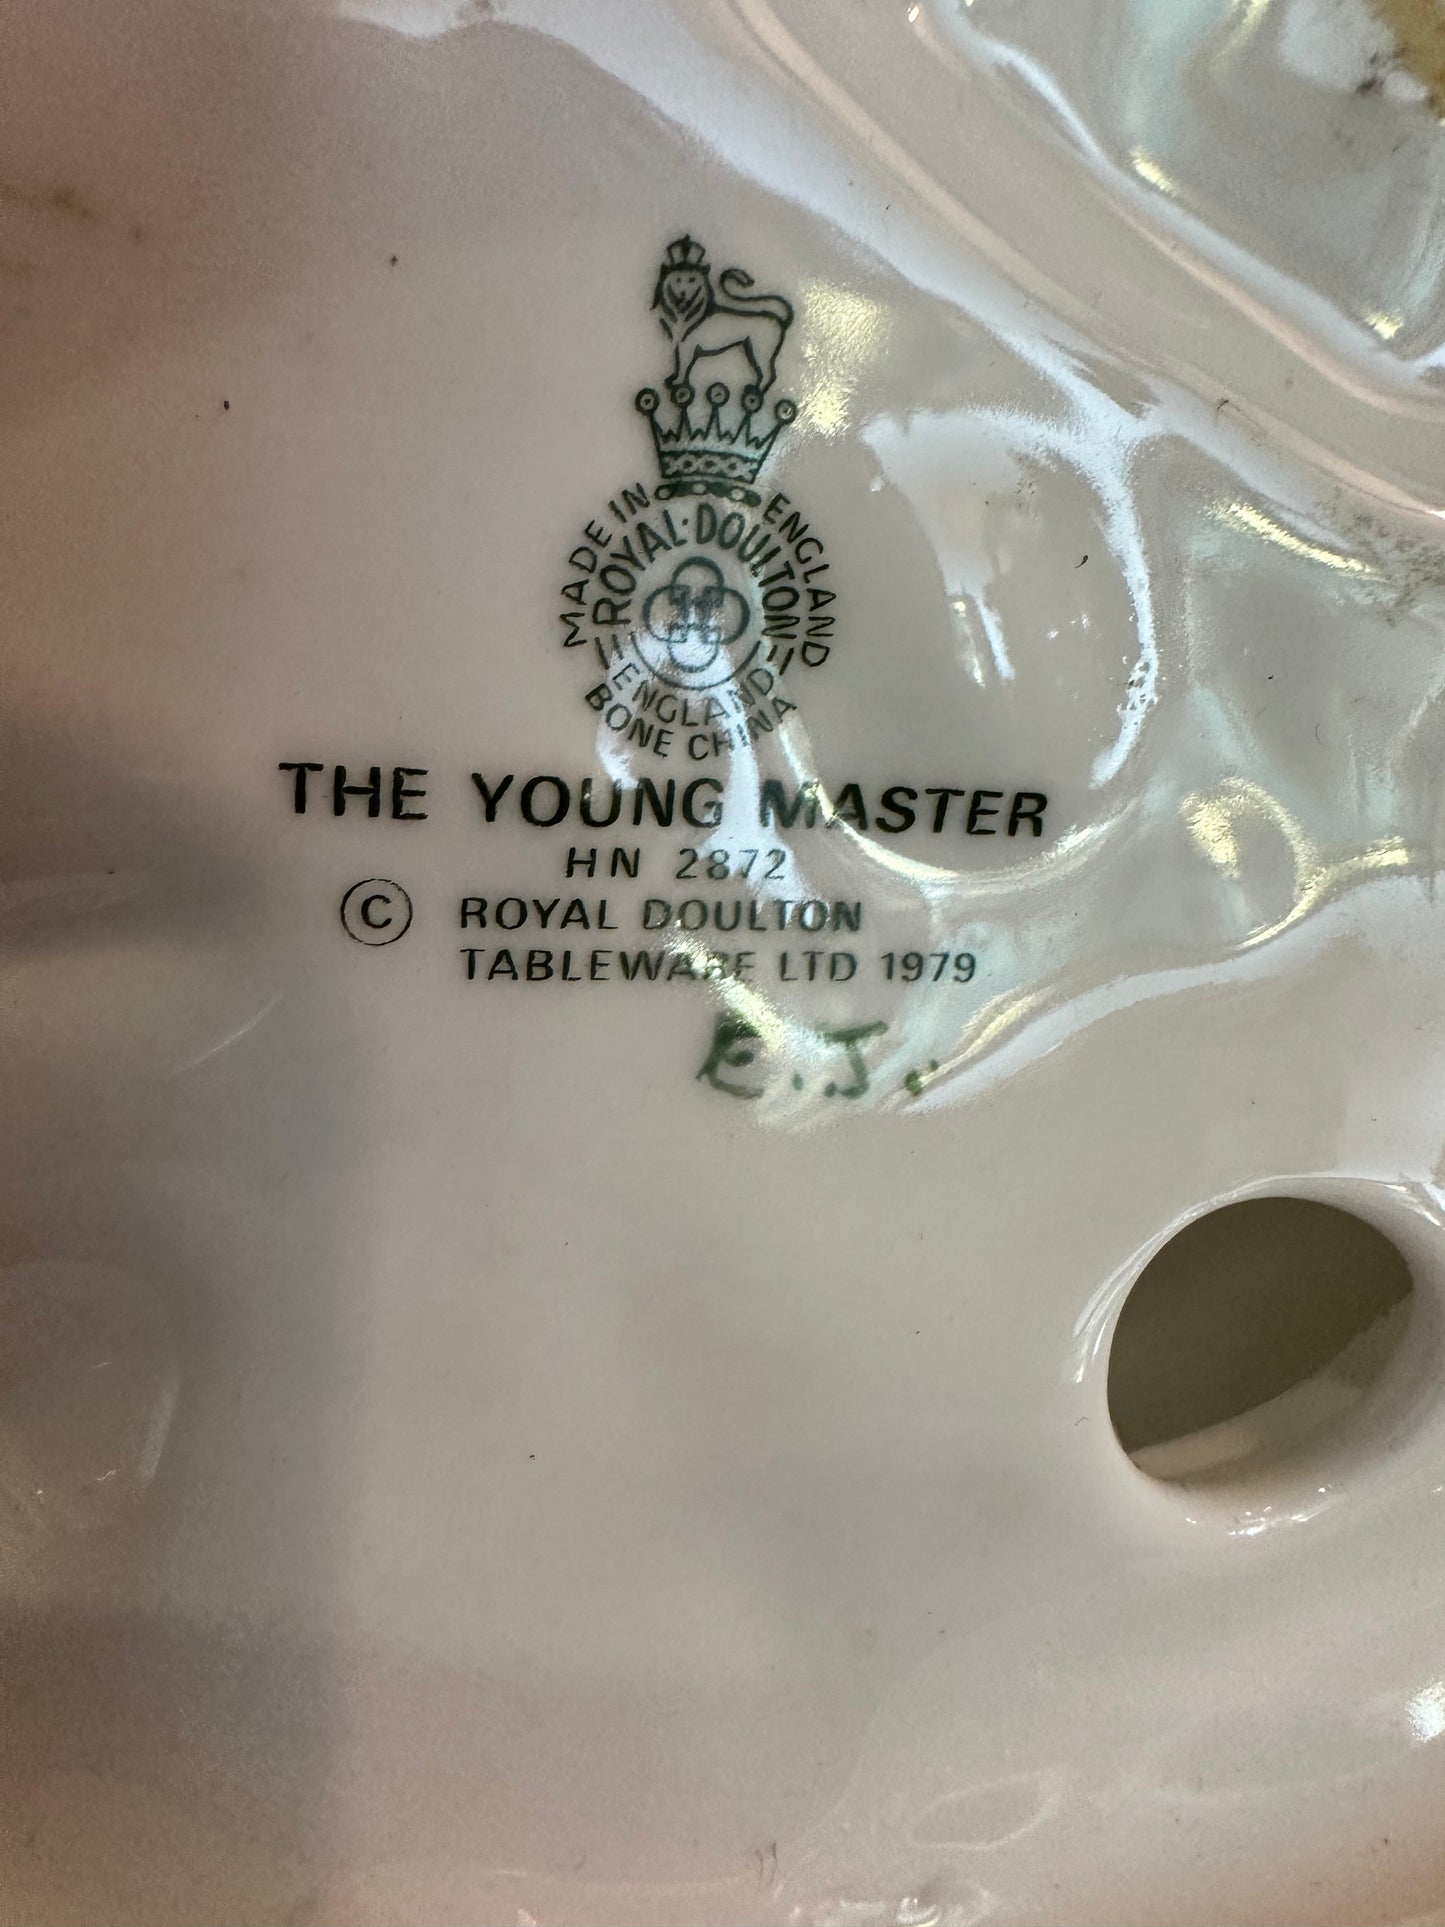 MADE IN ENGLAND
ROYAL·DOULTON
ENGLAND
BONE CHINA
THE YOUNG MASTER
HN 2872
© ROYAL DOULTON
TABLEWARE LTD 1979
E.J.